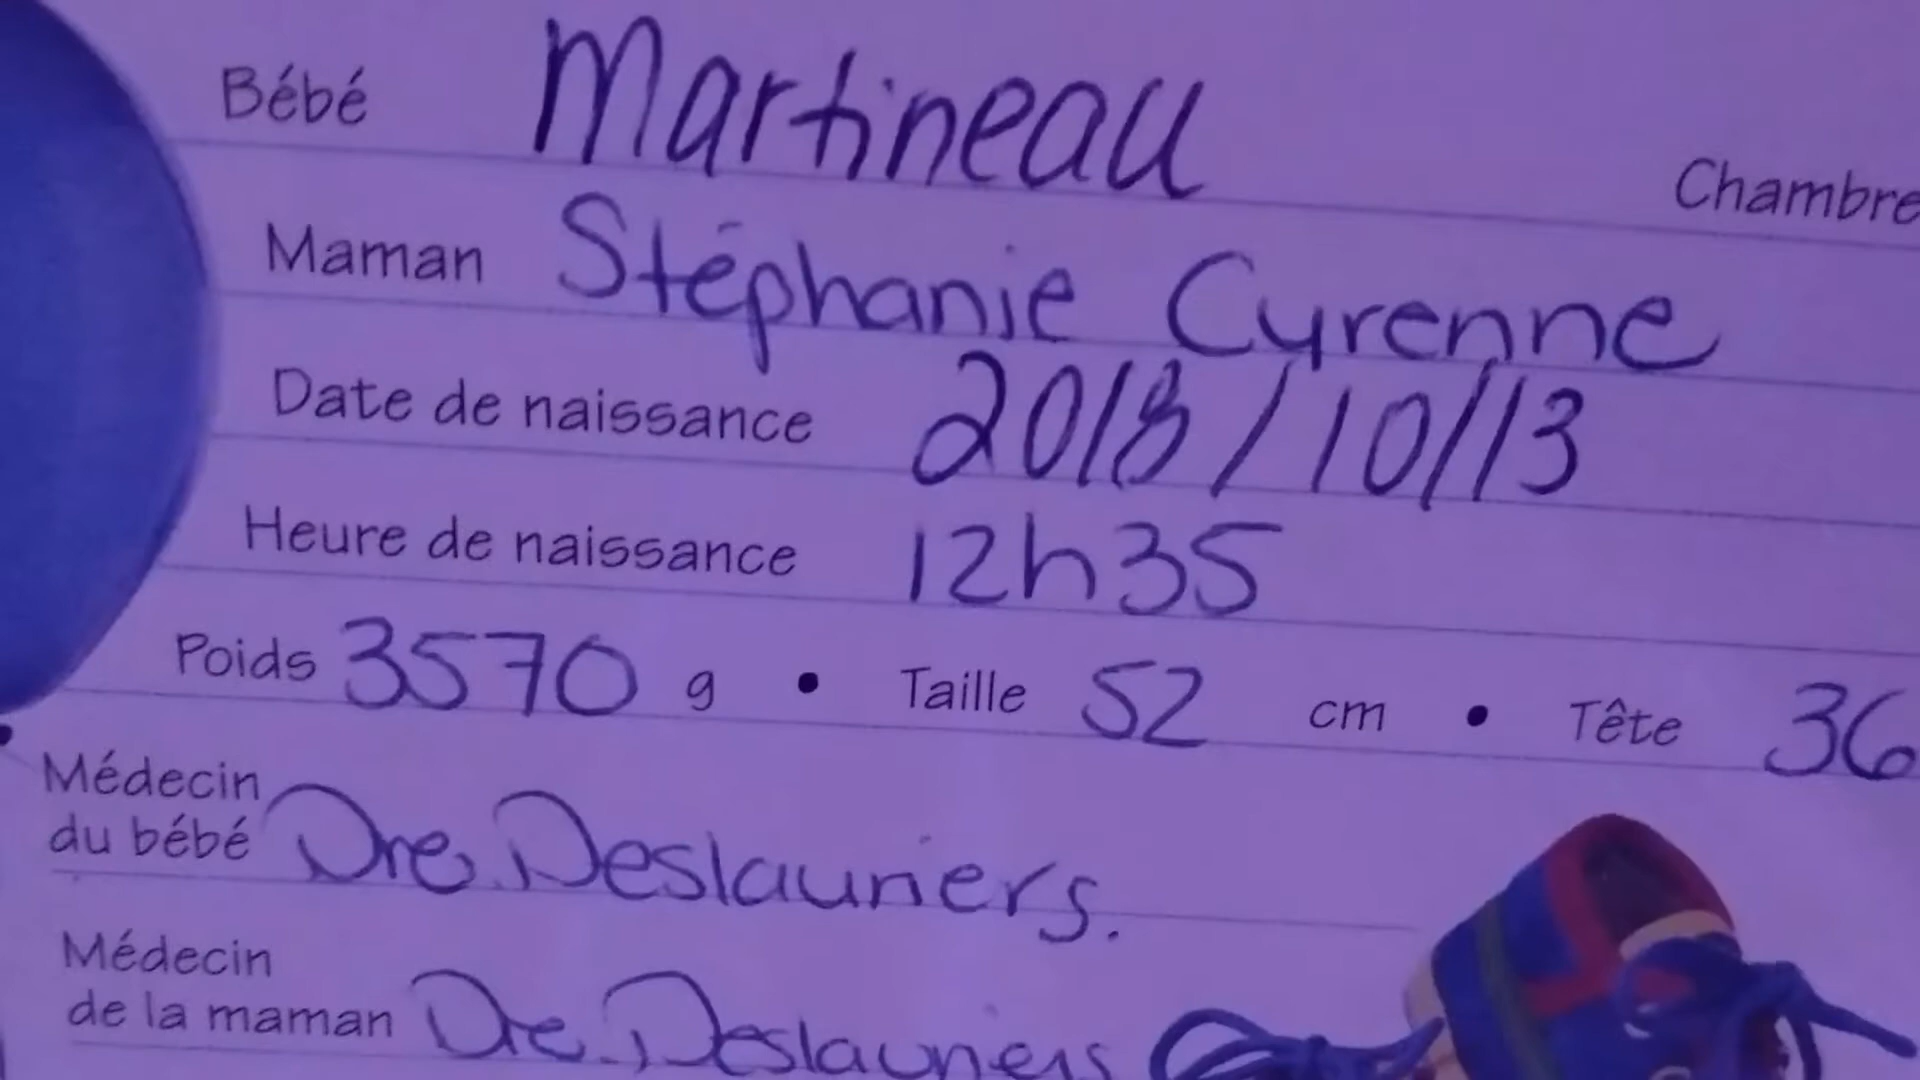 Bébé Martineau
Chambre
Maman Stéphanie Cyrenne
Date de naissance 2018/10/13
Heure de naissance 12h35
Poids 3570 g • Taille 52 cm • Tête 36
Médecin
du bébé Dre. Deslauriers.
Médecin
de la maman Dre. Deslauriers